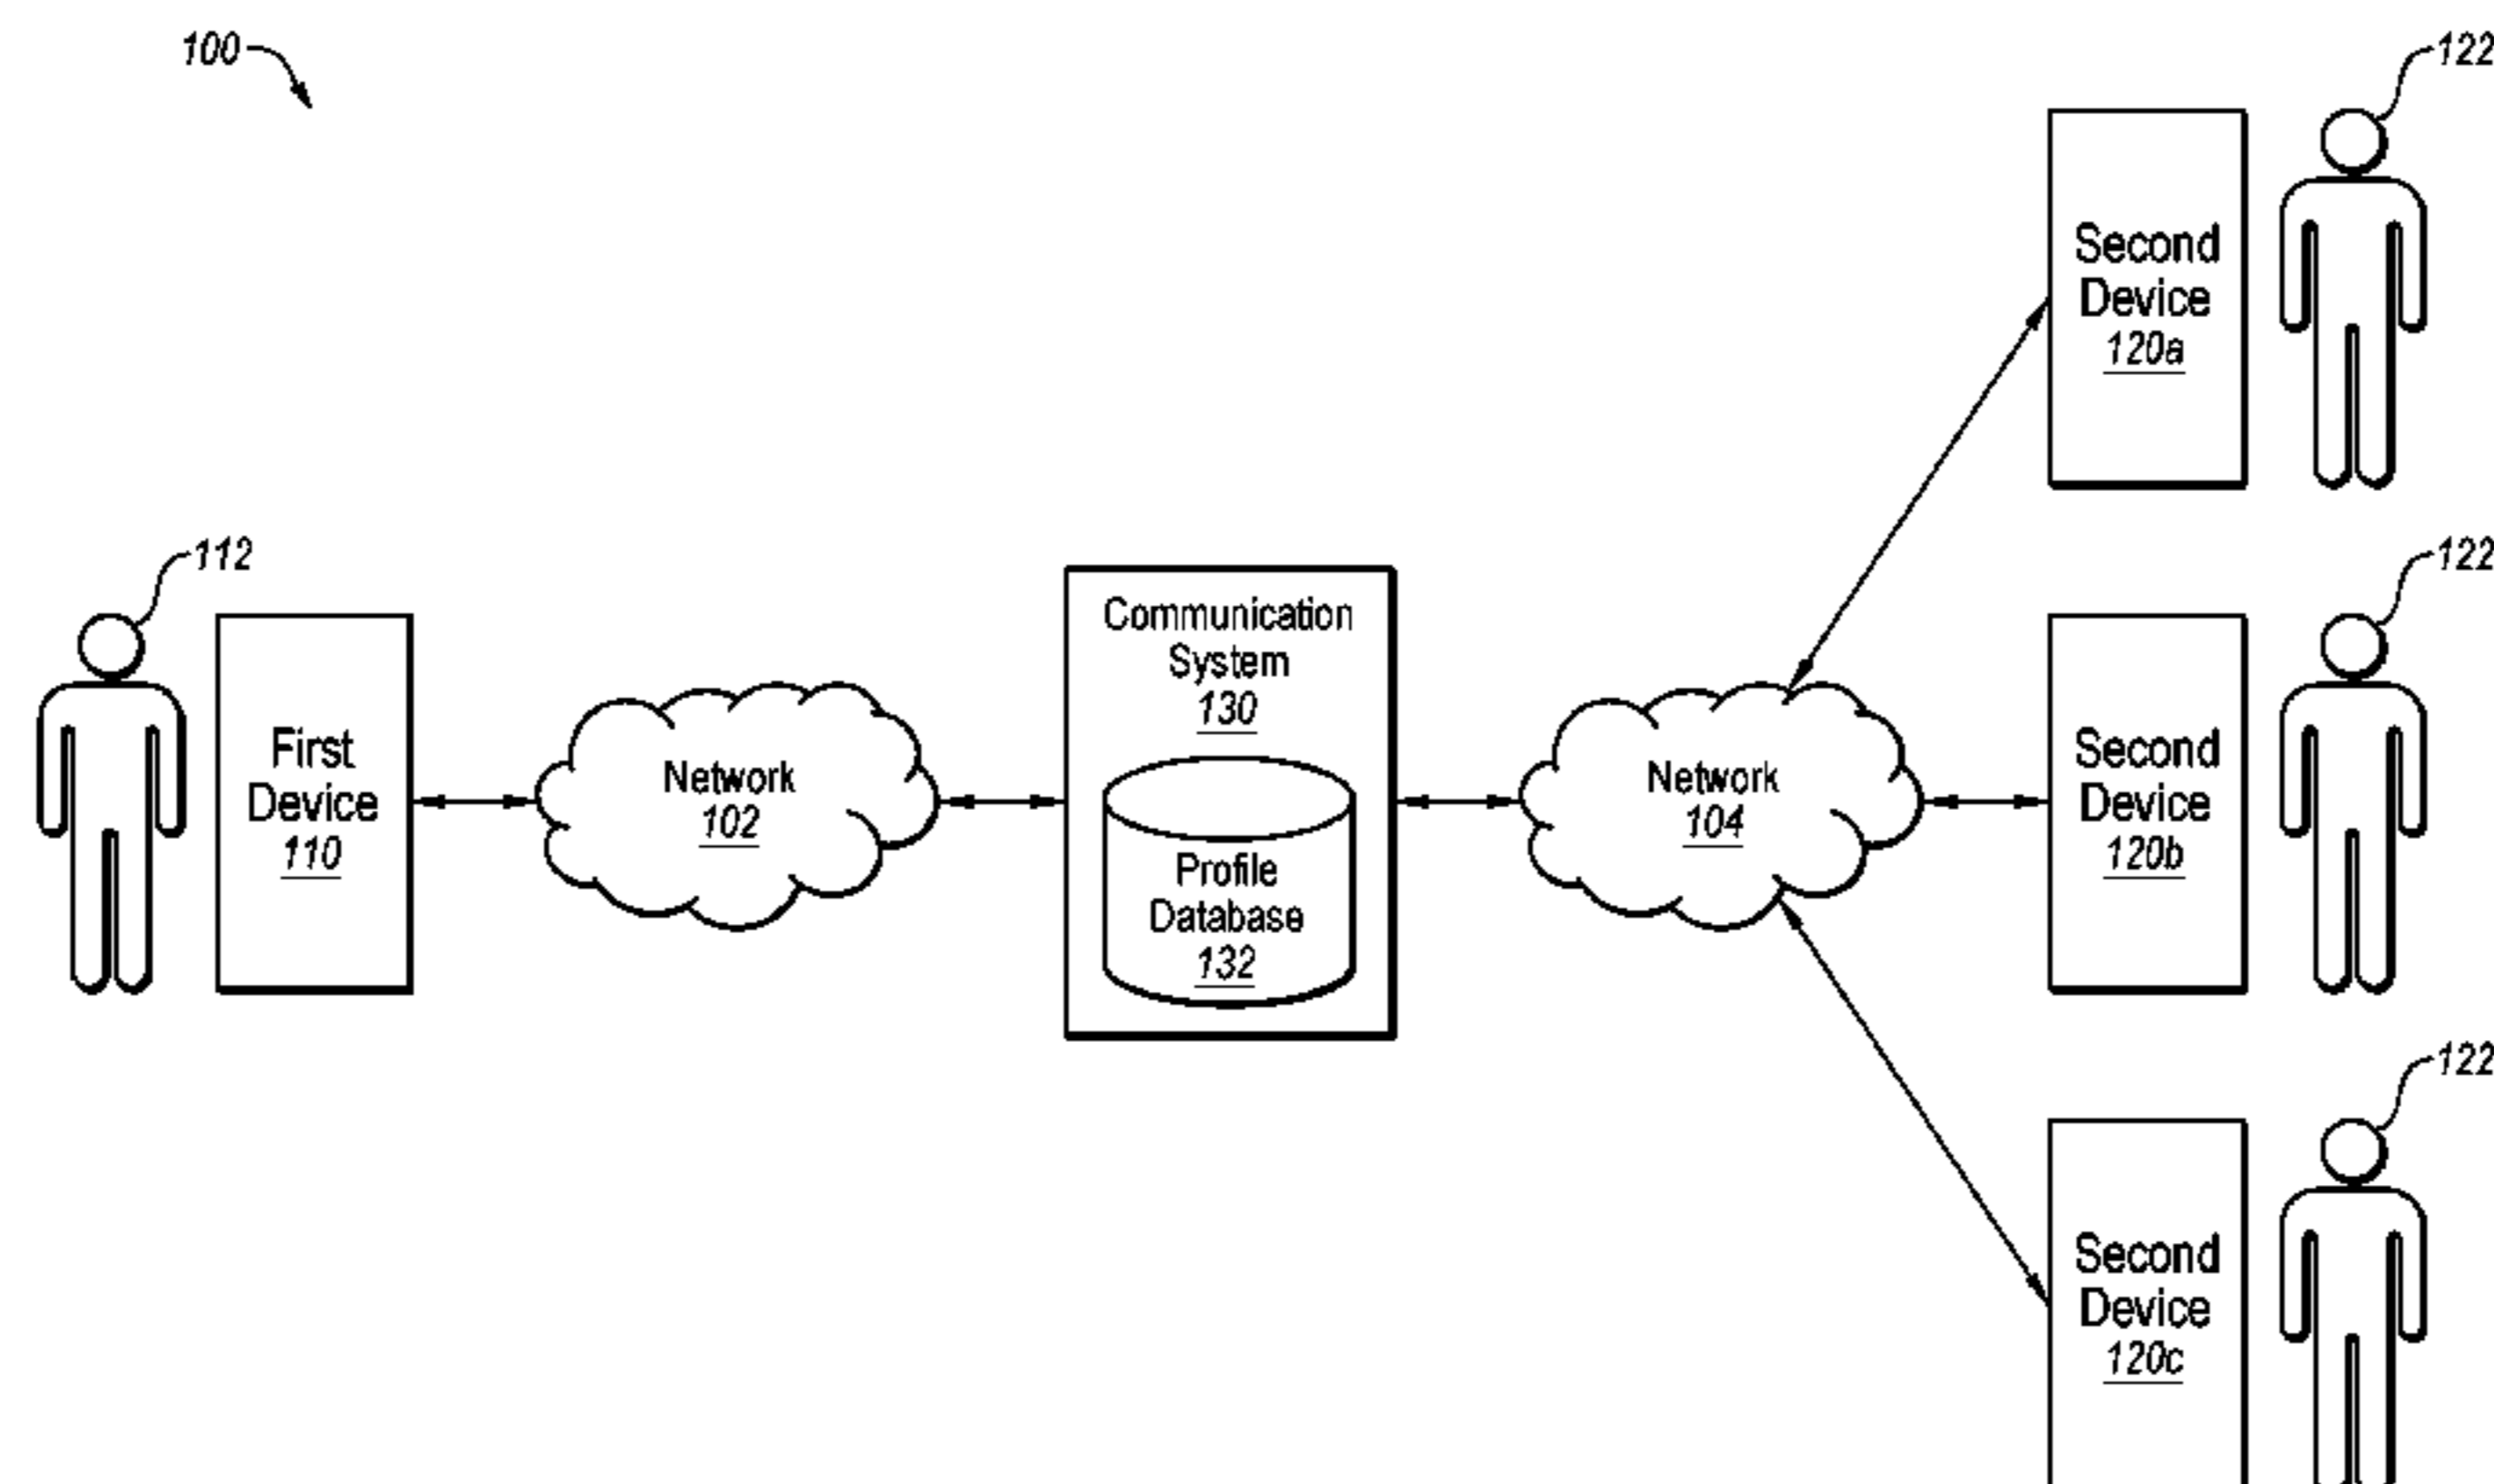 100
122
Second
Device
120a
112
122
First
Device
110
Network
102
Communication
System
130
Profile
Database
132
Network
104
Second
Device
120b
122
Second
Device
120c